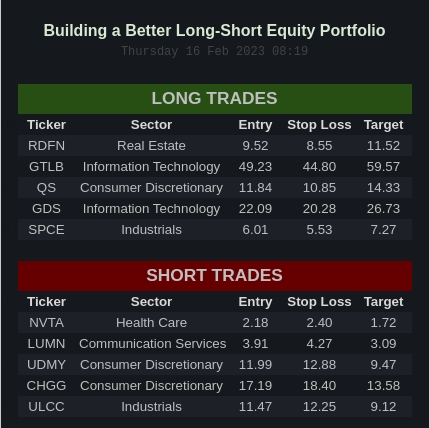 Building a Better Long-Short Equity Portfolio
Thursday 16 Feb 2023 08:19
LONG TRADES
Ticker Sector Entry Stop Loss Target
RDFN Real Estate 9.52 8.55 11.52
GTLB Information Technology 49.23 44.80 59.57
QS Consumer Discretionary 11.84 10.85 14.33
GDS Information Technology 22.09 20.28 26.73
SPCE Industrials 6.01 5.53 7.27
SHORT TRADES
Ticker Sector Entry Stop Loss Target
NVTA Health Care 2.18 2.40 1.72
LUMN Communication Services 3.91 4.27 3.09
UDMY Consumer Discretionary 11.99 12.88 9.47
CHGG Consumer Discretionary 17.19 18.40 13.58
ULCC Industrials 11.47 12.25 9.12